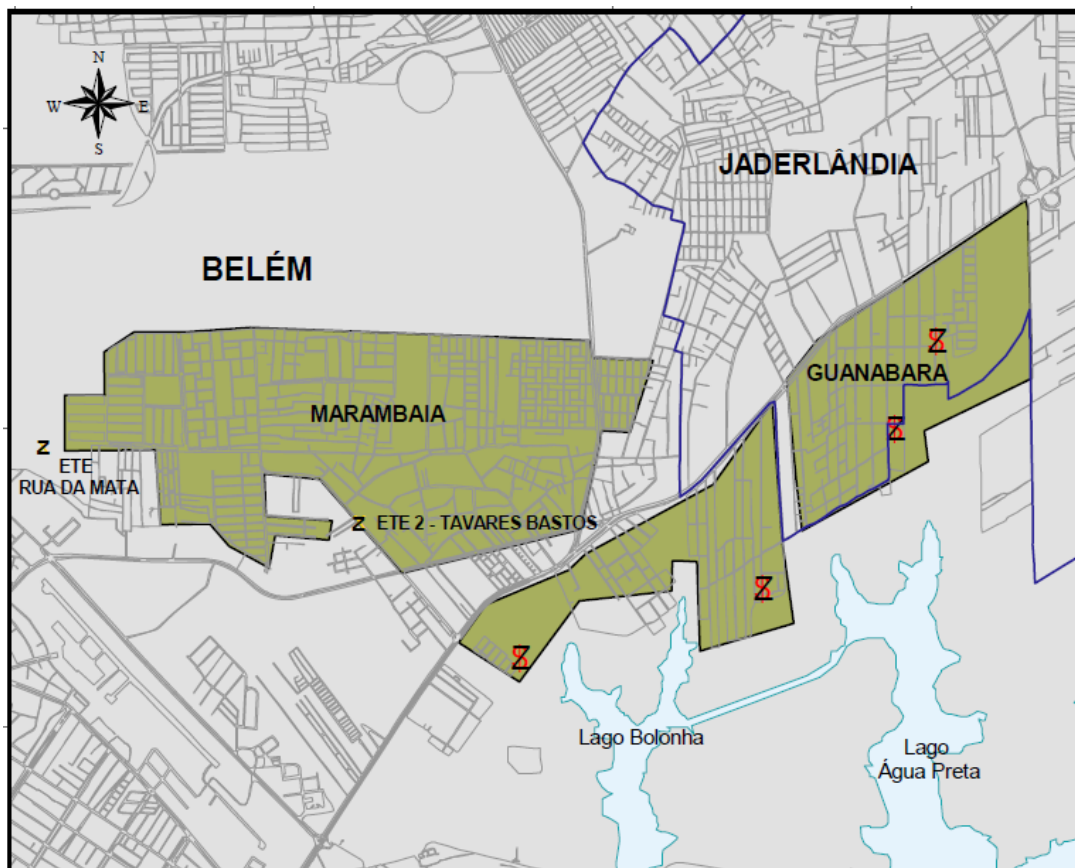 N
W E
S
JADERLÂNDIA
BELÉM
GUANABARA
MARAMBAIA
Z
ETE
RUA DA MATA
Z ETE 2 - TAVARES BASTOS
Lago Bolonha
Lago
Água Preta